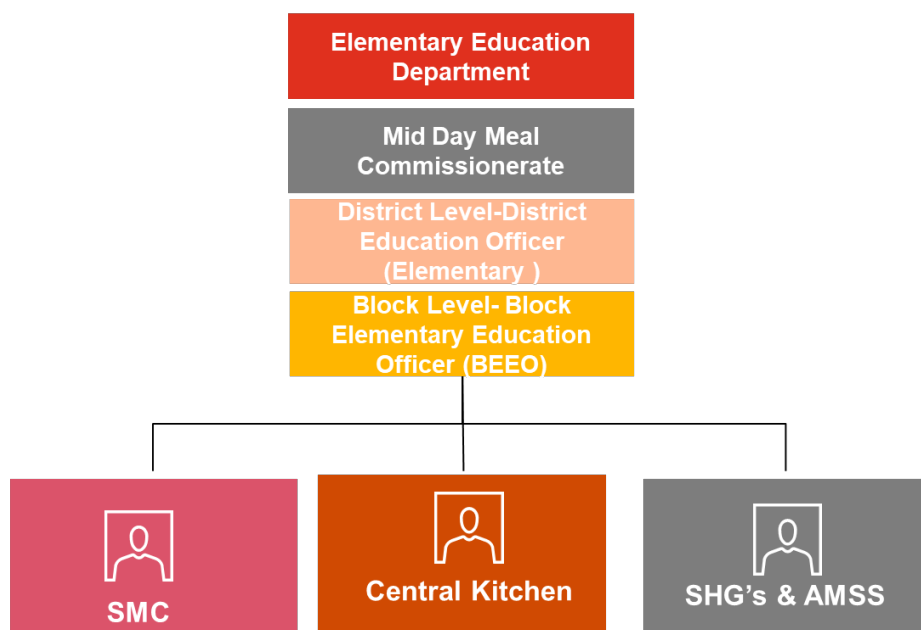 Elementary Education
Department
Mid Day Meal
Commissionerate
District Level-District
Education Officer
(Elementary )
Block Level- Block
Elementary Education
Officer (BEEO)
SMC
Central Kitchen
SHG's & AMSS